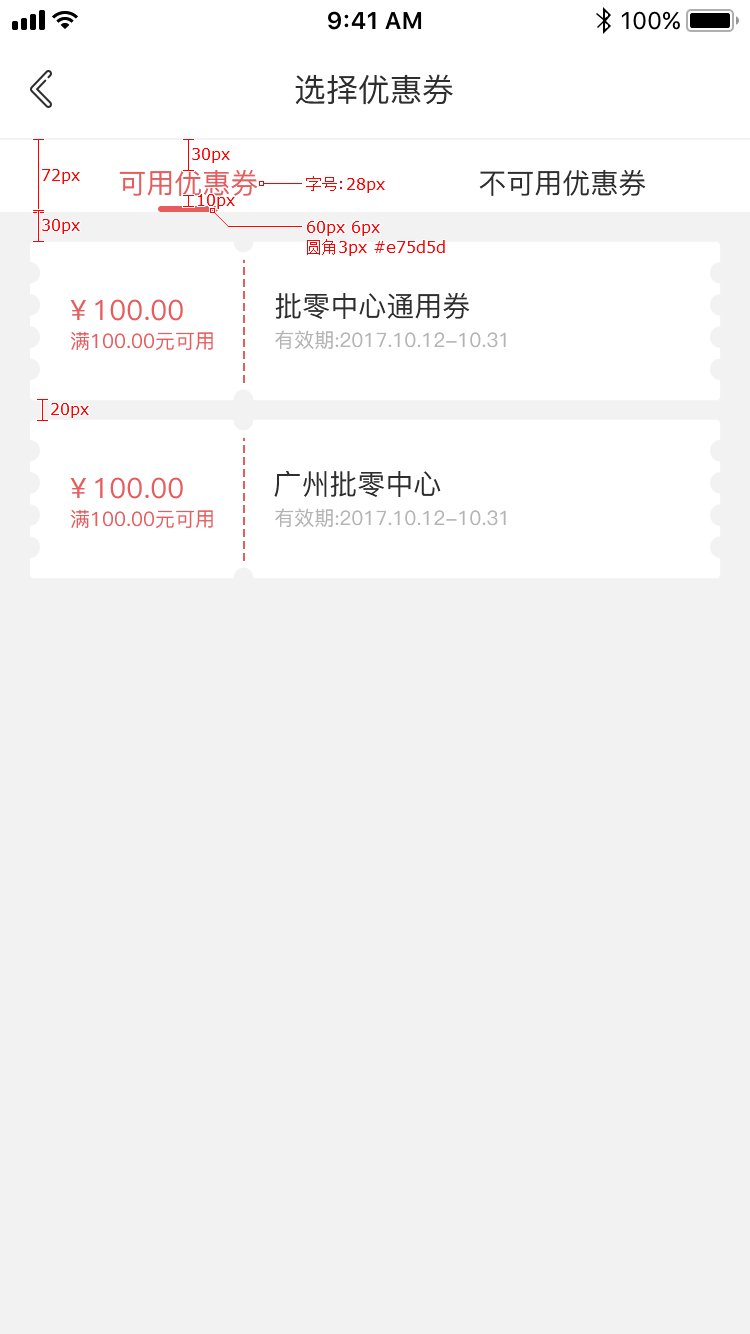 9:41 AM
100%
选择优惠券
30px
72px
可用优惠券
字号:28px
不可用优惠券
10px
30px
60px 6px
圆角3px #e75d5d
¥100.00
批零中心通用券
满100.00元可用
有效期:2017.10.12-10.31
20px
¥100.00
广州批零中心
满100.00元可用
有效期:2017.10.12-10.31